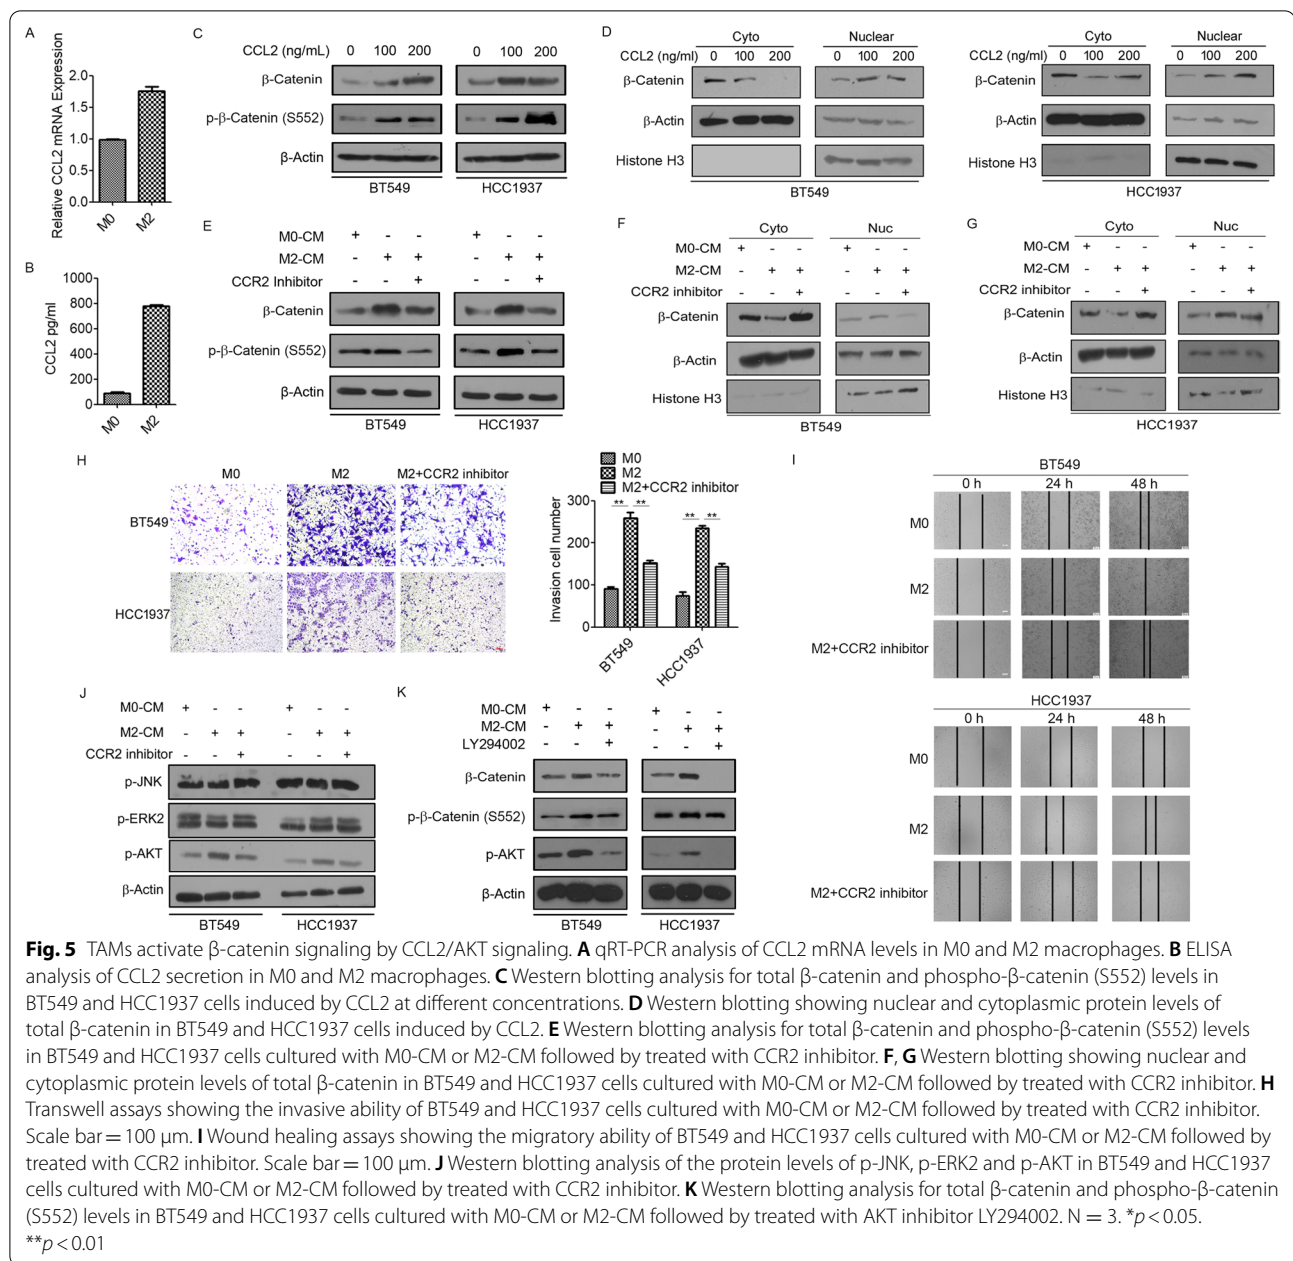 A
Relative CCL2 mRNA Expression
2.0
1.5
1.0
0.5
0.0
M0
M2
B
CCL2 pg/ml
1000
800
600
400
200
0
M0
M2
C
CCL2 (ng/mL) 0 100 200 0 100 200
β-Catenin
p-β-Catenin (S552)
β-Actin
BT549 HCC1937
D
Cyto Nuclear Cyto Nuclear
CCL2 (ng/ml) 0 100 200 0 100 200 CCL2 (ng/ml) 0 100 200 0 100 200
β-Catenin β-Catenin
β-Actin β-Actin
Histone H3 Histone H3
BT549 HCC1937
E
M0-CM + - - + - -
M2-CM - + + - + +
CCR2 Inhibitor - - + - - +
β-Catenin
p-β-Catenin (S552)
β-Actin
BT549 HCC1937
F
Cyto Nuc
M0-CM + - - + - -
M2-CM - + + - + +
CCR2 inhibitor - - + - - +
β-Catenin
β-Actin
Histone H3
BT549
G
Cyto Nuc
M0-CM + - - + - -
M2-CM - + + - + +
CCR2 inhibitor - - + - - +
β-Catenin
β-Actin
Histone H3
HCC1937
H
M0 M2 M2+CCR2 inhibitor
BT549
HCC1937
M0
M2
M2+CCR2 inhibitor
Invasion cell number
300
200
100
0
** ** ** **
BT549
HCC1937
I
BT549
0 h 24 h 48 h
M0
M2
M2+CCR2 inhibitor
HCC1937
0 h 24 h 48 h
M0
M2
M2+CCR2 inhibitor
J
M0-CM + - - + - -
M2-CM - + + - + +
CCR2 inhibitor - - + - - +
p-JNK
p-ERK2
p-AKT
β-Actin
BT549 HCC1937
K
M0-CM + - - + - -
M2-CM - + + - + +
LY294002 - - + - - +
β-Catenin
p-β-Catenin (S552)
p-AKT
β-Actin
BT549 HCC1937
Fig. 5 TAMs activate β-catenin signaling by CCL2/AKT signaling. A qRT-PCR analysis of CCL2 mRNA levels in M0 and M2 macrophages. B ELISA
analysis of CCL2 secretion in M0 and M2 macrophages. C Western blotting analysis for total β-catenin and phospho-β-catenin (S552) levels in
BT549 and HCC1937 cells induced by CCL2 at different concentrations. D Western blotting showing nuclear and cytoplasmic protein levels of
total β-catenin in BT549 and HCC1937 cells induced by CCL2. E Western blotting analysis for total β-catenin and phospho-β-catenin (S552) levels
in BT549 and HCC1937 cells cultured with M0-CM or M2-CM followed by treated with CCR2 inhibitor. F, G Western blotting showing nuclear and
cytoplasmic protein levels of total β-catenin in BT549 and HCC1937 cells cultured with M0-CM or M2-CM followed by treated with CCR2 inhibitor. H
Transwell assays showing the invasive ability of BT549 and HCC1937 cells cultured with M0-CM or M2-CM followed by treated with CCR2 inhibitor.
Scale bar = 100 μm. I Wound healing assays showing the migratory ability of BT549 and HCC1937 cells cultured with M0-CM or M2-CM followed by
treated with CCR2 inhibitor. Scale bar = 100 μm. J Western blotting analysis of the protein levels of p-JNK, p-ERK2 and p-AKT in BT549 and HCC1937
cells cultured with M0-CM or M2-CM followed by treated with CCR2 inhibitor. K Western blotting analysis for total β-catenin and phospho-β-catenin
(S552) levels in BT549 and HCC1937 cells cultured with M0-CM or M2-CM followed by treated with AKT inhibitor LY294002. N = 3. *p < 0.05.
**p < 0.01